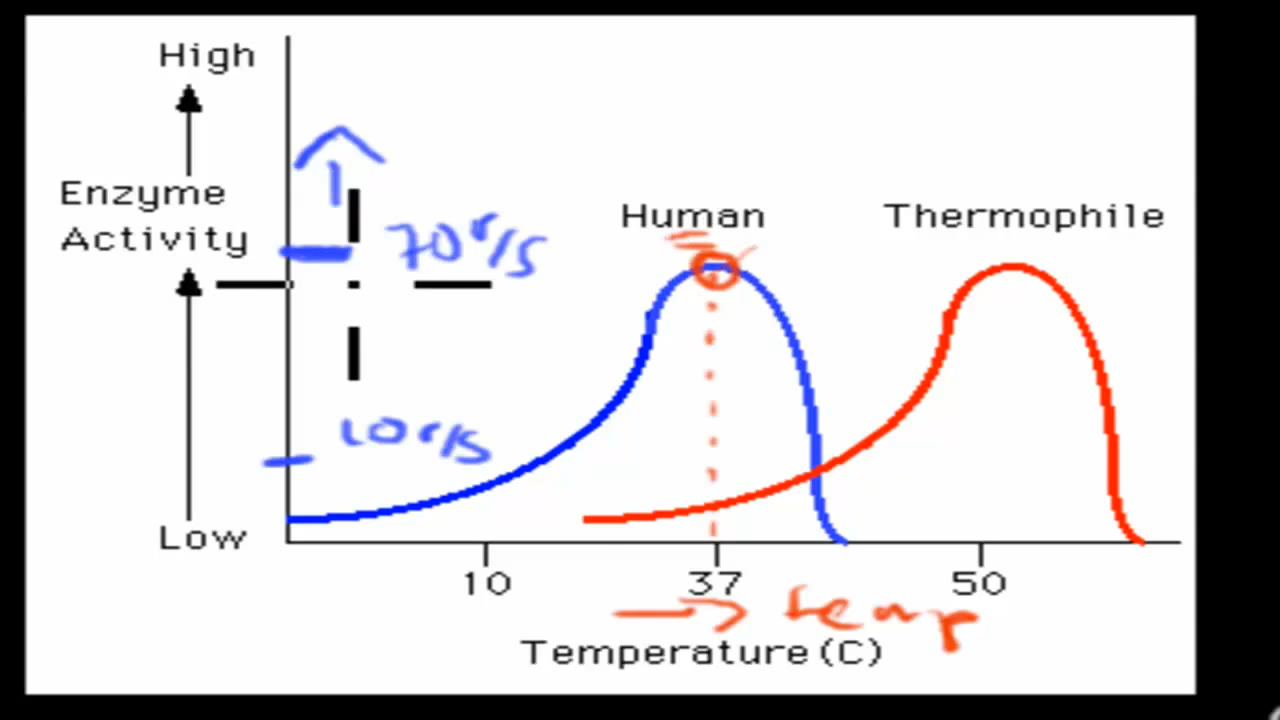 High
Enzyme
Activity
70 r/s
Human
Thermophile
10 r/s
Low
10
37
50
→ temp
Temperature(C)